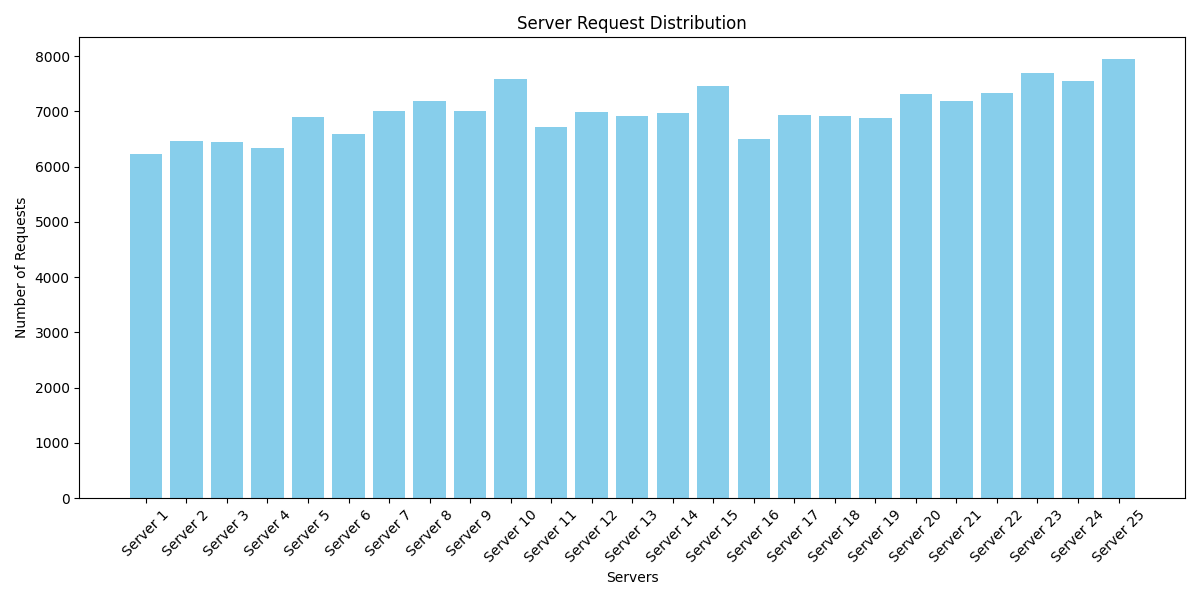 Server Request Distribution
Number of Requests
8000
7000
6000
5000
4000
3000
2000
1000
0
Server 1
Server 2
Server 3
Server 4
Server 5
Server 6
Server 7
Server 8
Server 9
Server 10
Server 11
Server 12
Server 13
Server 14
Server 15
Server 16
Server 17
Server 18
Server 19
Server 20
Server 21
Server 22
Server 23
Server 24
Server 25
Servers